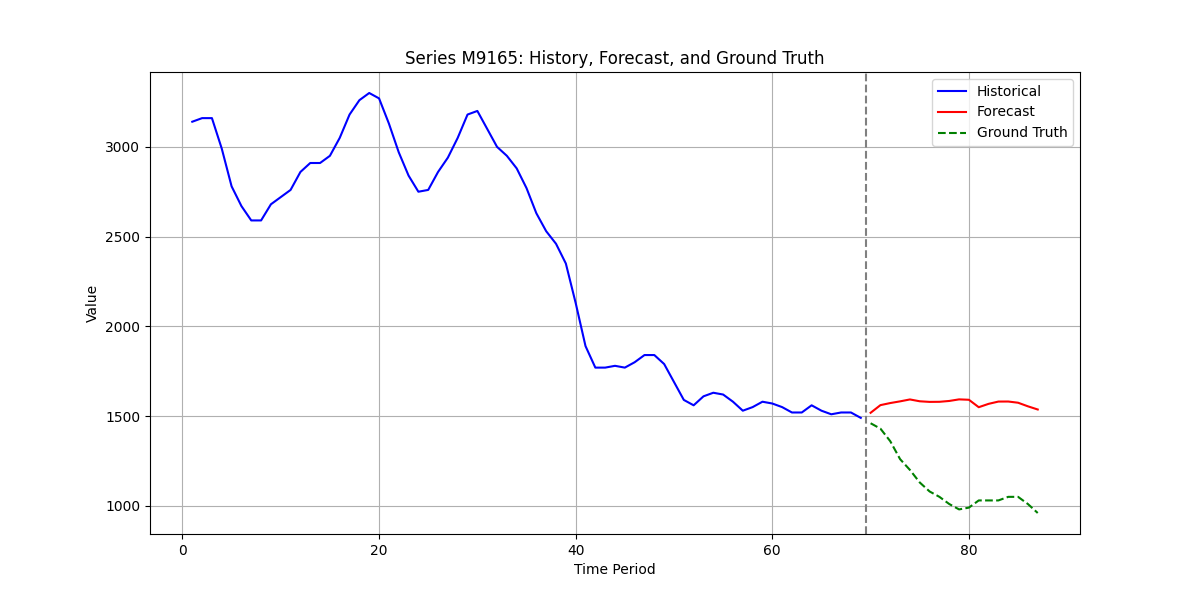 Series M9165: History, Forecast, and Ground Truth
Historical
Forecast
Ground Truth
Value
3000
2500
2000
1500
1000
0
20
40
60
80
Time Period